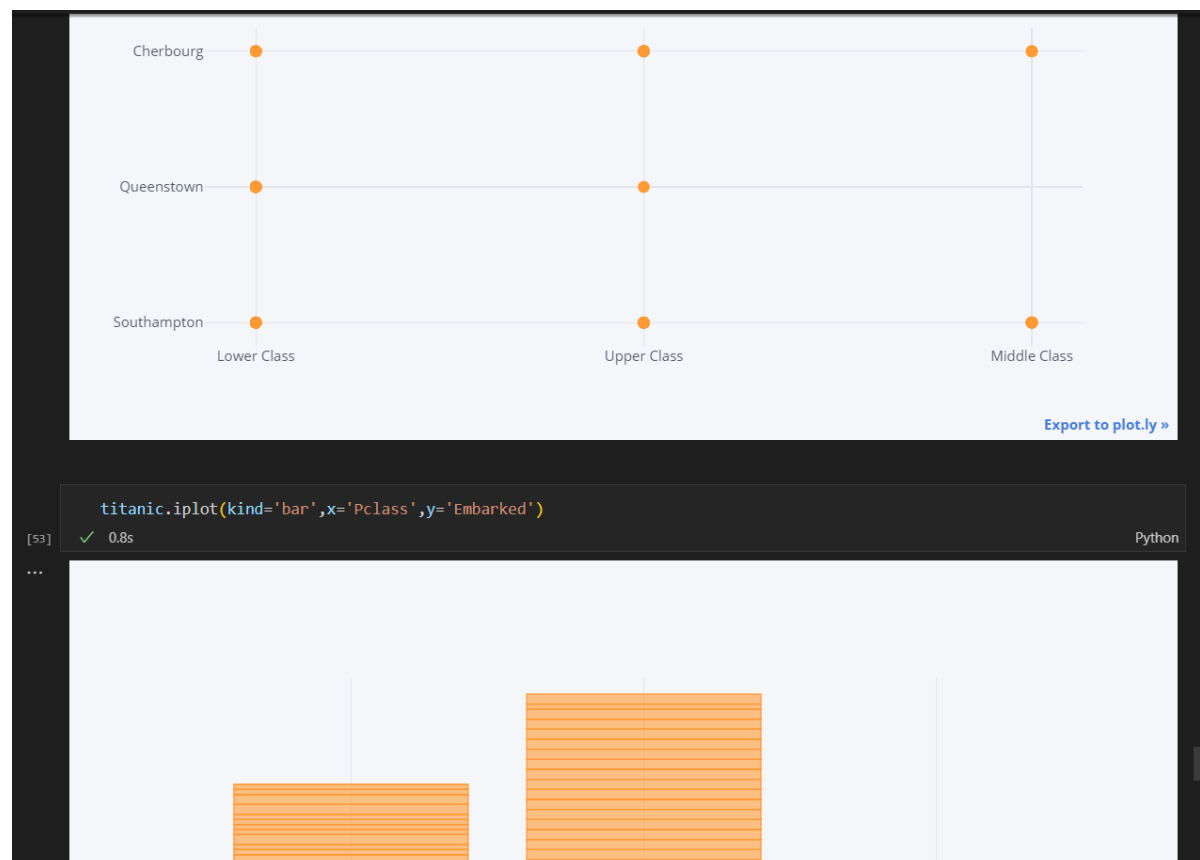 Cherbourg
Queenstown
Southampton
Lower Class Upper Class Middle Class
Export to plot.ly »
titanic.iplot(kind='bar',x='Pclass',y='Embarked')
[53] ✓ 0.8s Python
...